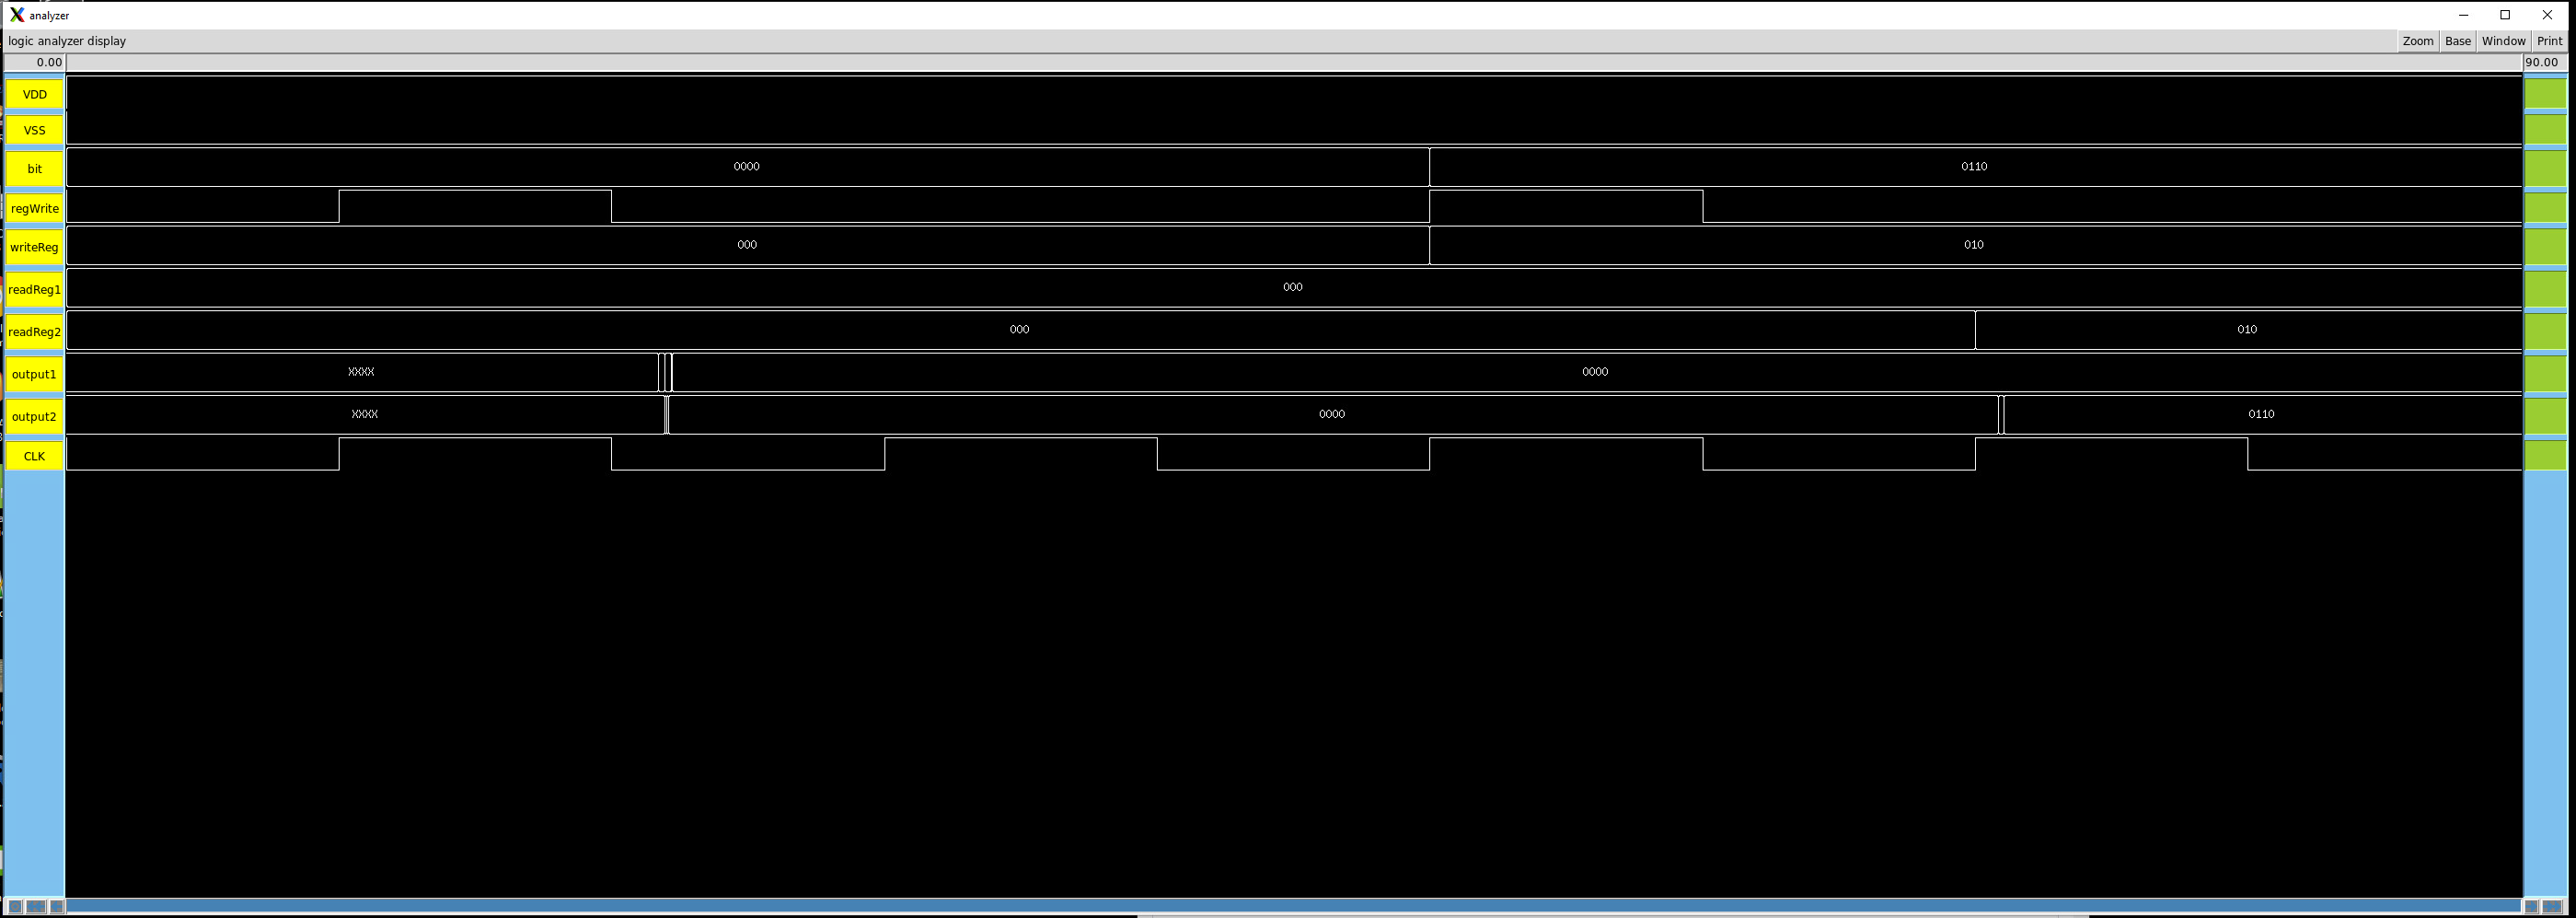 analyzer
logic analyzer display Zoom Base Window Print
0.00 90.00
VDD
VSS
bit 0000 0110
regWrite
writeReg 000 010
readReg1 000
readReg2 000 010
output1 XXXX 0000
output2 XXXX 0000 0110
CLK